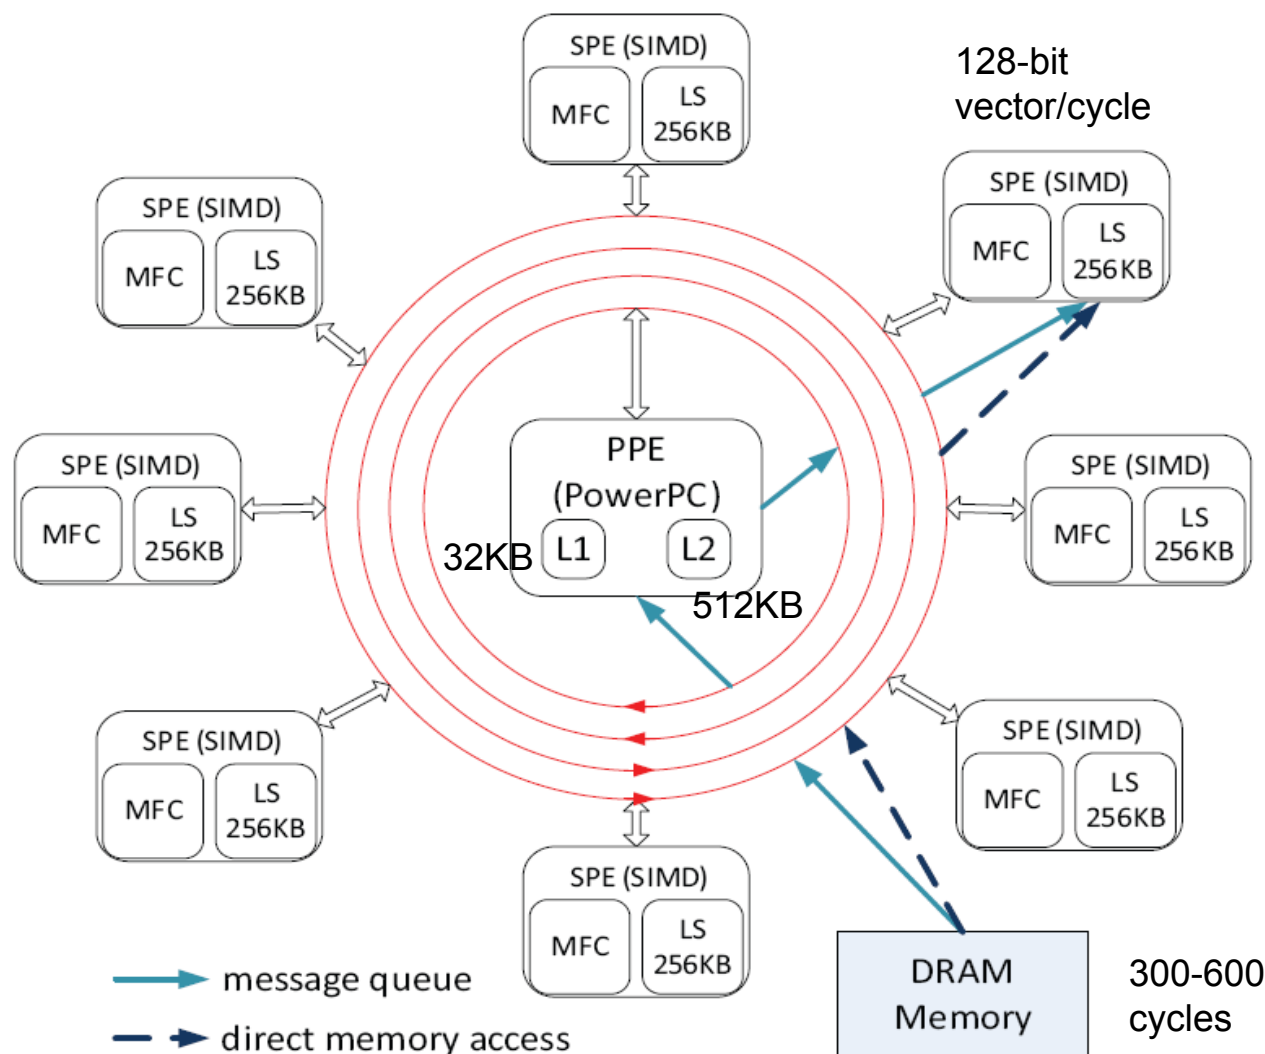 SPE (SIMD)
MFC
LS
256KB
128-bit
vector/cycle
SPE (SIMD)
MFC
LS
256KB
SPE (SIMD)
MFC
LS
256KB
PPE
(PowerPC)
32KB
L1
L2
512KB
SPE (SIMD)
MFC
LS
256KB
SPE (SIMD)
MFC
LS
256KB
SPE (SIMD)
MFC
LS
256KB
SPE (SIMD)
MFC
LS
256KB
SPE (SIMD)
MFC
LS
256KB
message queue
direct memory access
DRAM
Memory
300-600
cycles